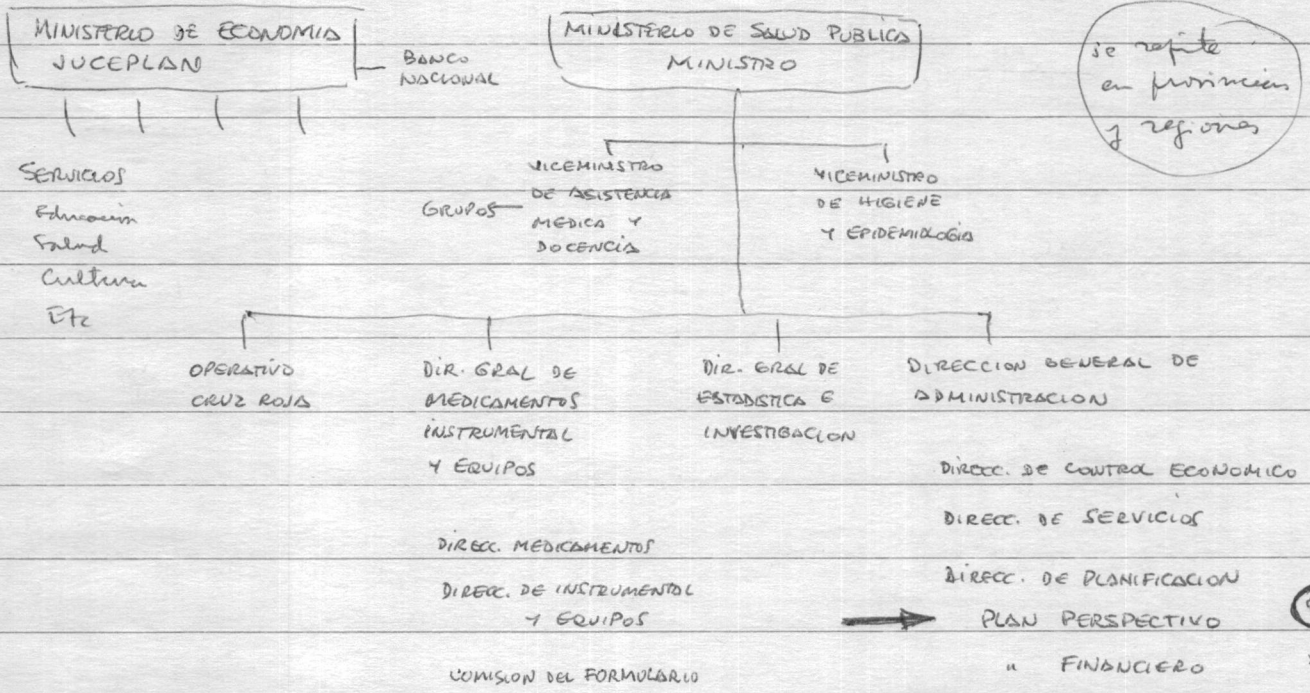 MINISTERIO DE ECONOMIA
JUCEPLAN
BANCO
NACIONAL
MINISTERIO DE SALUD PUBLICA
MINISTRO
se repite
en provincias
y regiones
SERVICIOS
Educación
Salud
Cultura
Etc
GRUPOS
VICEMINISTRO
DE ASISTENCIA
MEDICA Y
DOCENCIA
VICEMINISTRO
DE HIGIENE
Y EPIDEMIOLOGIA
OPERATIVO
CRUZ ROJA
DIR. GRAL DE
MEDICAMENTOS
INSTRUMENTAL
Y EQUIPOS
DIRECC. MEDICAMENTOS
DIRECC. DE INSTRUMENTAL
Y EQUIPOS
COMISION DEL FORMULARIO
DIR. GRAL DE
ESTADISTICA E
INVESTIGACION
DIRECCION GENERAL DE
ADMINISTRACION
DIRECC. DE CONTROL ECONOMICO
DIRECC. DE SERVICIOS
DIRECC. DE PLANIFICACION
PLAN PERSPECTIVO
" FINANCIERO